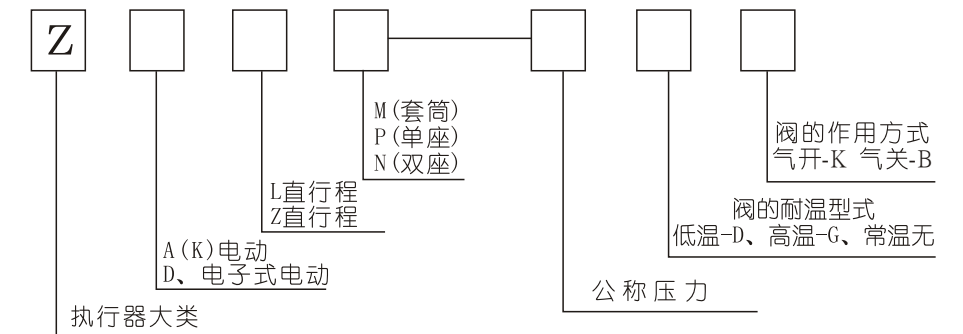 Z
M(套筒)
P(单座)
N(双座)
阀的作用方式
气开-K 气关-B
L直行程
Z直行程
阀的耐温型式
低温-D、高温-G、常温无
A(K)电动
D、电子式电动
公称压力
执行器大类